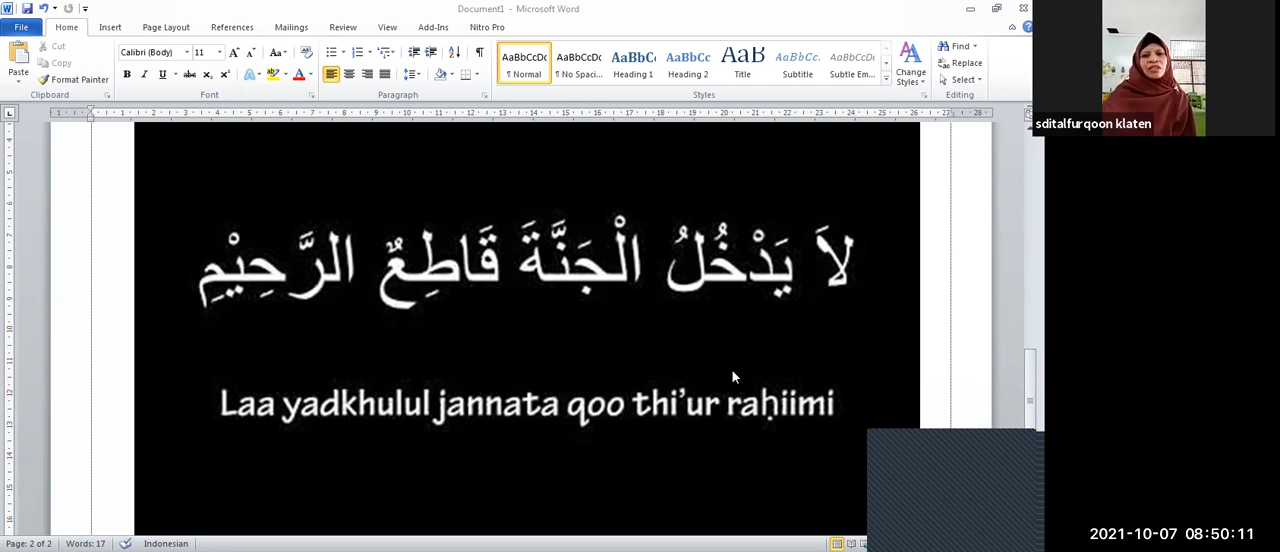 Document1 - Microsoft Word
File Home Insert Page Layout References Mailings Review View Add-Ins Nitro Pro
Paste
Cut
Copy
Format Painter
Clipboard
Calibri (Body) 11
Font
Paragraph
AaBbCcDc AaBbCcDc AaBbCc AaBbCc AaB AaBbCc. AaBbCcDc
¶ Normal ¶ No Spaci... Heading 1 Heading 2 Title Subtitle Subtle Em...
Styles
Change Styles
Find
Replace
Select
Editing
sditalfurqoon klaten
لاَ يَدْخُلُ الْجَنَّةَ قَاطِعٌ الرَّحِيْمِ
Laa yadkhulul jannata qoo thi’ur raḥiimi
Page: 2 of 2 Words: 17 Indonesian
2021-10-07 08:50:11